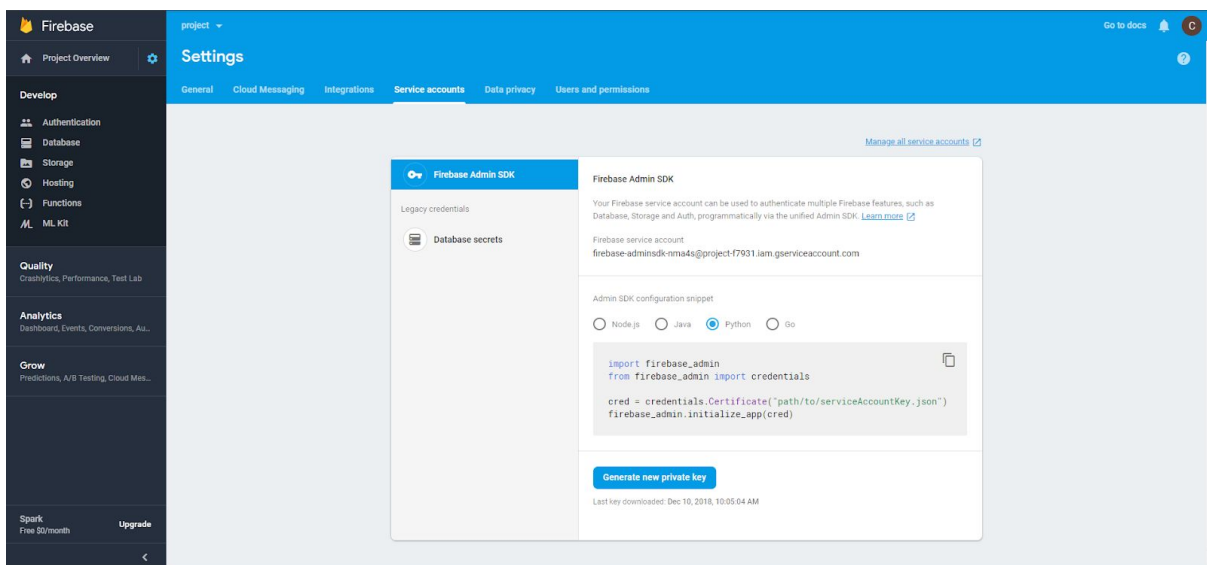 Firebase
project
Go to docs
C
Project Overview
Settings
?
General Cloud Messaging Integrations Service accounts Data privacy Users and permissions
Develop
Authentication
Database
Storage
Hosting
Functions
ML Kit
Quality
Crashlytics, Performance, Test Lab
Analytics
Dashboard, Events, Conversions, Au...
Grow
Predictions, A/B Testing, Cloud Mes...
Spark
Free $0/month
Upgrade
Manage all service accounts
Firebase Admin SDK
Legacy credentials
Database secrets
Firebase Admin SDK
Your Firebase service account can be used to authenticate multiple Firebase features, such as
Database, Storage and Auth, programmatically via the unified Admin SDK. Learn more
Firebase service account
firebase-adminsdk-nma4s@project-f7931.iam.gserviceaccount.com
Admin SDK configuration snippet
Node.js Java Python Go
import firebase_admin
from firebase_admin import credentials
cred = credentials.Certificate("path/to/serviceAccountKey.json")
firebase_admin.initialize_app(cred)
Generate new private key
Last key downloaded: Dec 10, 2018, 10:05:04 AM